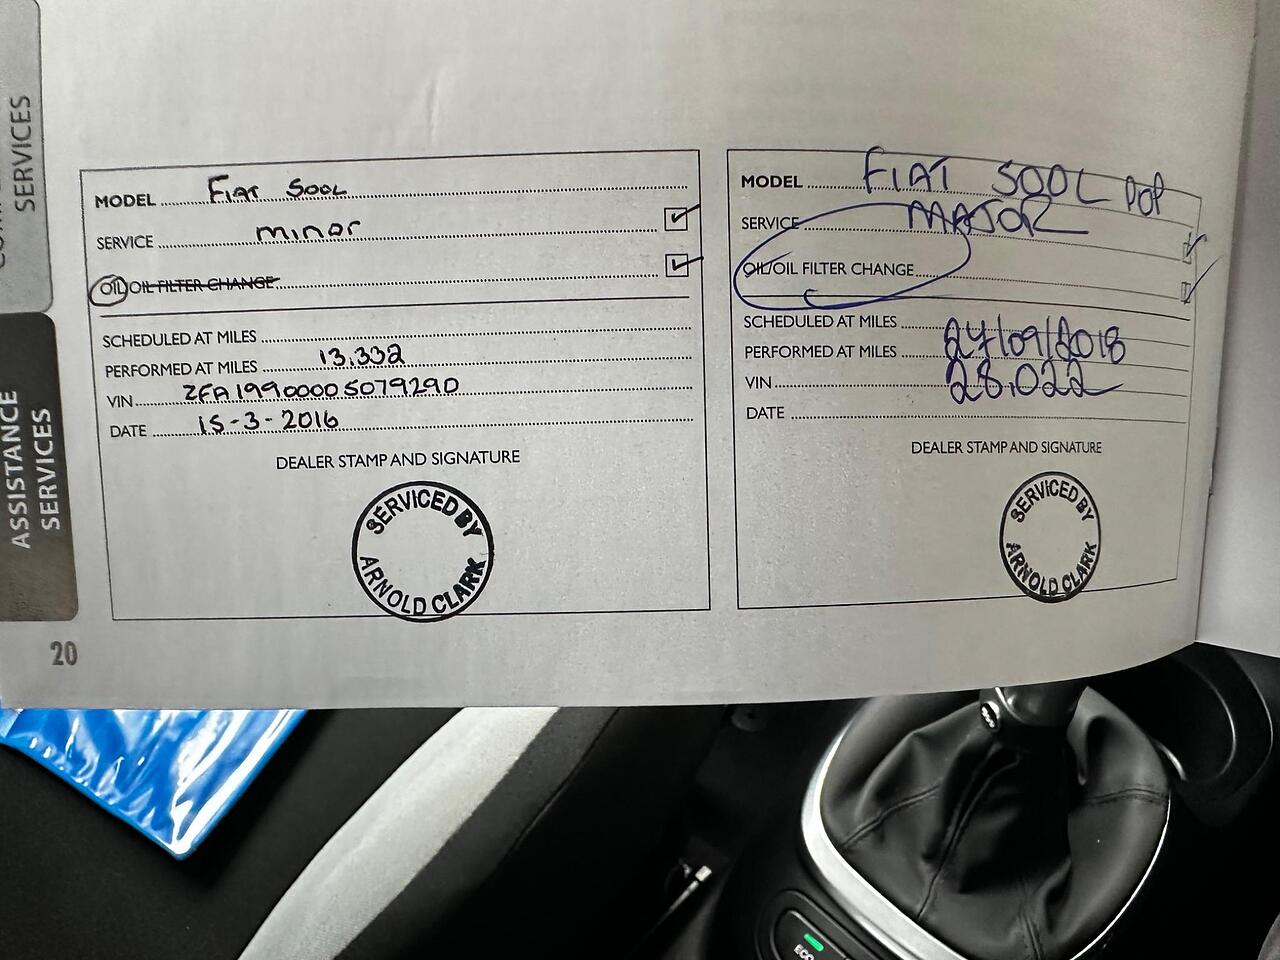 SERVICES
ASSISTANCE
SERVICES
MODEL Fiat 500L
SERVICE minor
OIL/OIL FILTER CHANGE
SCHEDULED AT MILES
PERFORMED AT MILES 13,332
VIN ZFA19900005079290
DATE 15-3-2016
DEALER STAMP AND SIGNATURE
SERVICED BY
ARNOLD CLARK
20
MODEL FIAT 500L POP
SERVICE MAJOR
OIL/OIL FILTER CHANGE
SCHEDULED AT MILES
PERFORMED AT MILES 24/09/2018
VIN 28,022
DATE
DEALER STAMP AND SIGNATURE
SERVICED BY
ARNOLD CLARK
ECO